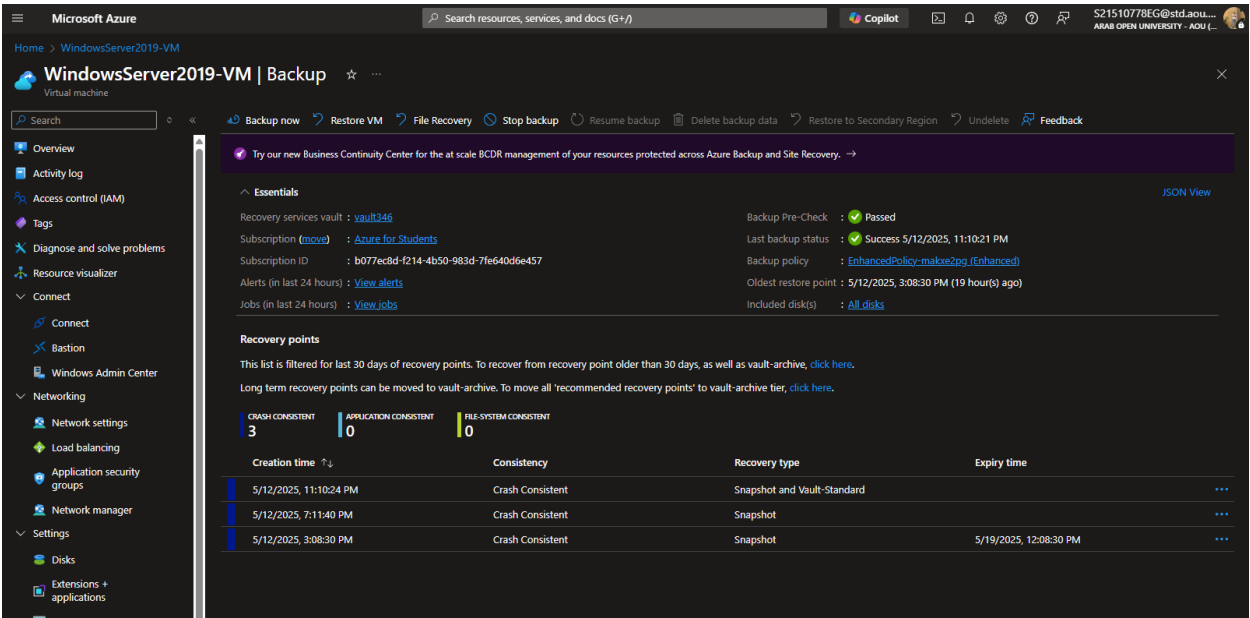 Microsoft Azure
Search resources, services, and docs (G+/)
Copilot
S21510778EG@std.aou....
ARAB OPEN UNIVERSITY - AOU (...
Home > WindowsServer2019-VM
WindowsServer2019-VM | Backup
Virtual machine
Search
Backup now Restore VM File Recovery Stop backup Resume backup Delete backup data Restore to Secondary Region Undelete Feedback
Overview
Activity log
Access control (IAM)
Tags
Diagnose and solve problems
Resource visualizer
Connect
Connect
Bastion
Windows Admin Center
Networking
Network settings
Load balancing
Application security
groups
Network manager
Settings
Disks
Extensions +
applications
Try our new Business Continuity Center for the at scale BCDR management of your resources protected across Azure Backup and Site Recovery. →
Essentials
JSON View
Recovery services vault : vault346
Subscription (move) : Azure for Students
Subscription ID : b077ec8d-f214-4b50-983d-7fe640d6e457
Alerts (in last 24 hours) : View alerts
Jobs (in last 24 hours) : View jobs
Backup Pre-Check : Passed
Last backup status : Success 5/12/2025, 11:10:21 PM
Backup policy : EnhancedPolicy-makxe2pg (Enhanced)
Oldest restore point : 5/12/2025, 3:08:30 PM (19 hour(s) ago)
Included disk(s) : All disks
Recovery points
This list is filtered for last 30 days of recovery points. To recover from recovery point older than 30 days, as well as vault-archive, click here.
Long term recovery points can be moved to vault-archive. To move all 'recommended recovery points' to vault-archive tier, click here.
CRASH CONSISTENT APPLICATION CONSISTENT FILE-SYSTEM CONSISTENT
3 0 0
Creation time ↑↓ Consistency Recovery type Expiry time
5/12/2025, 11:10:24 PM Crash Consistent Snapshot and Vault-Standard
5/12/2025, 7:11:40 PM Crash Consistent Snapshot
5/12/2025, 3:08:30 PM Crash Consistent Snapshot 5/19/2025, 12:08:30 PM